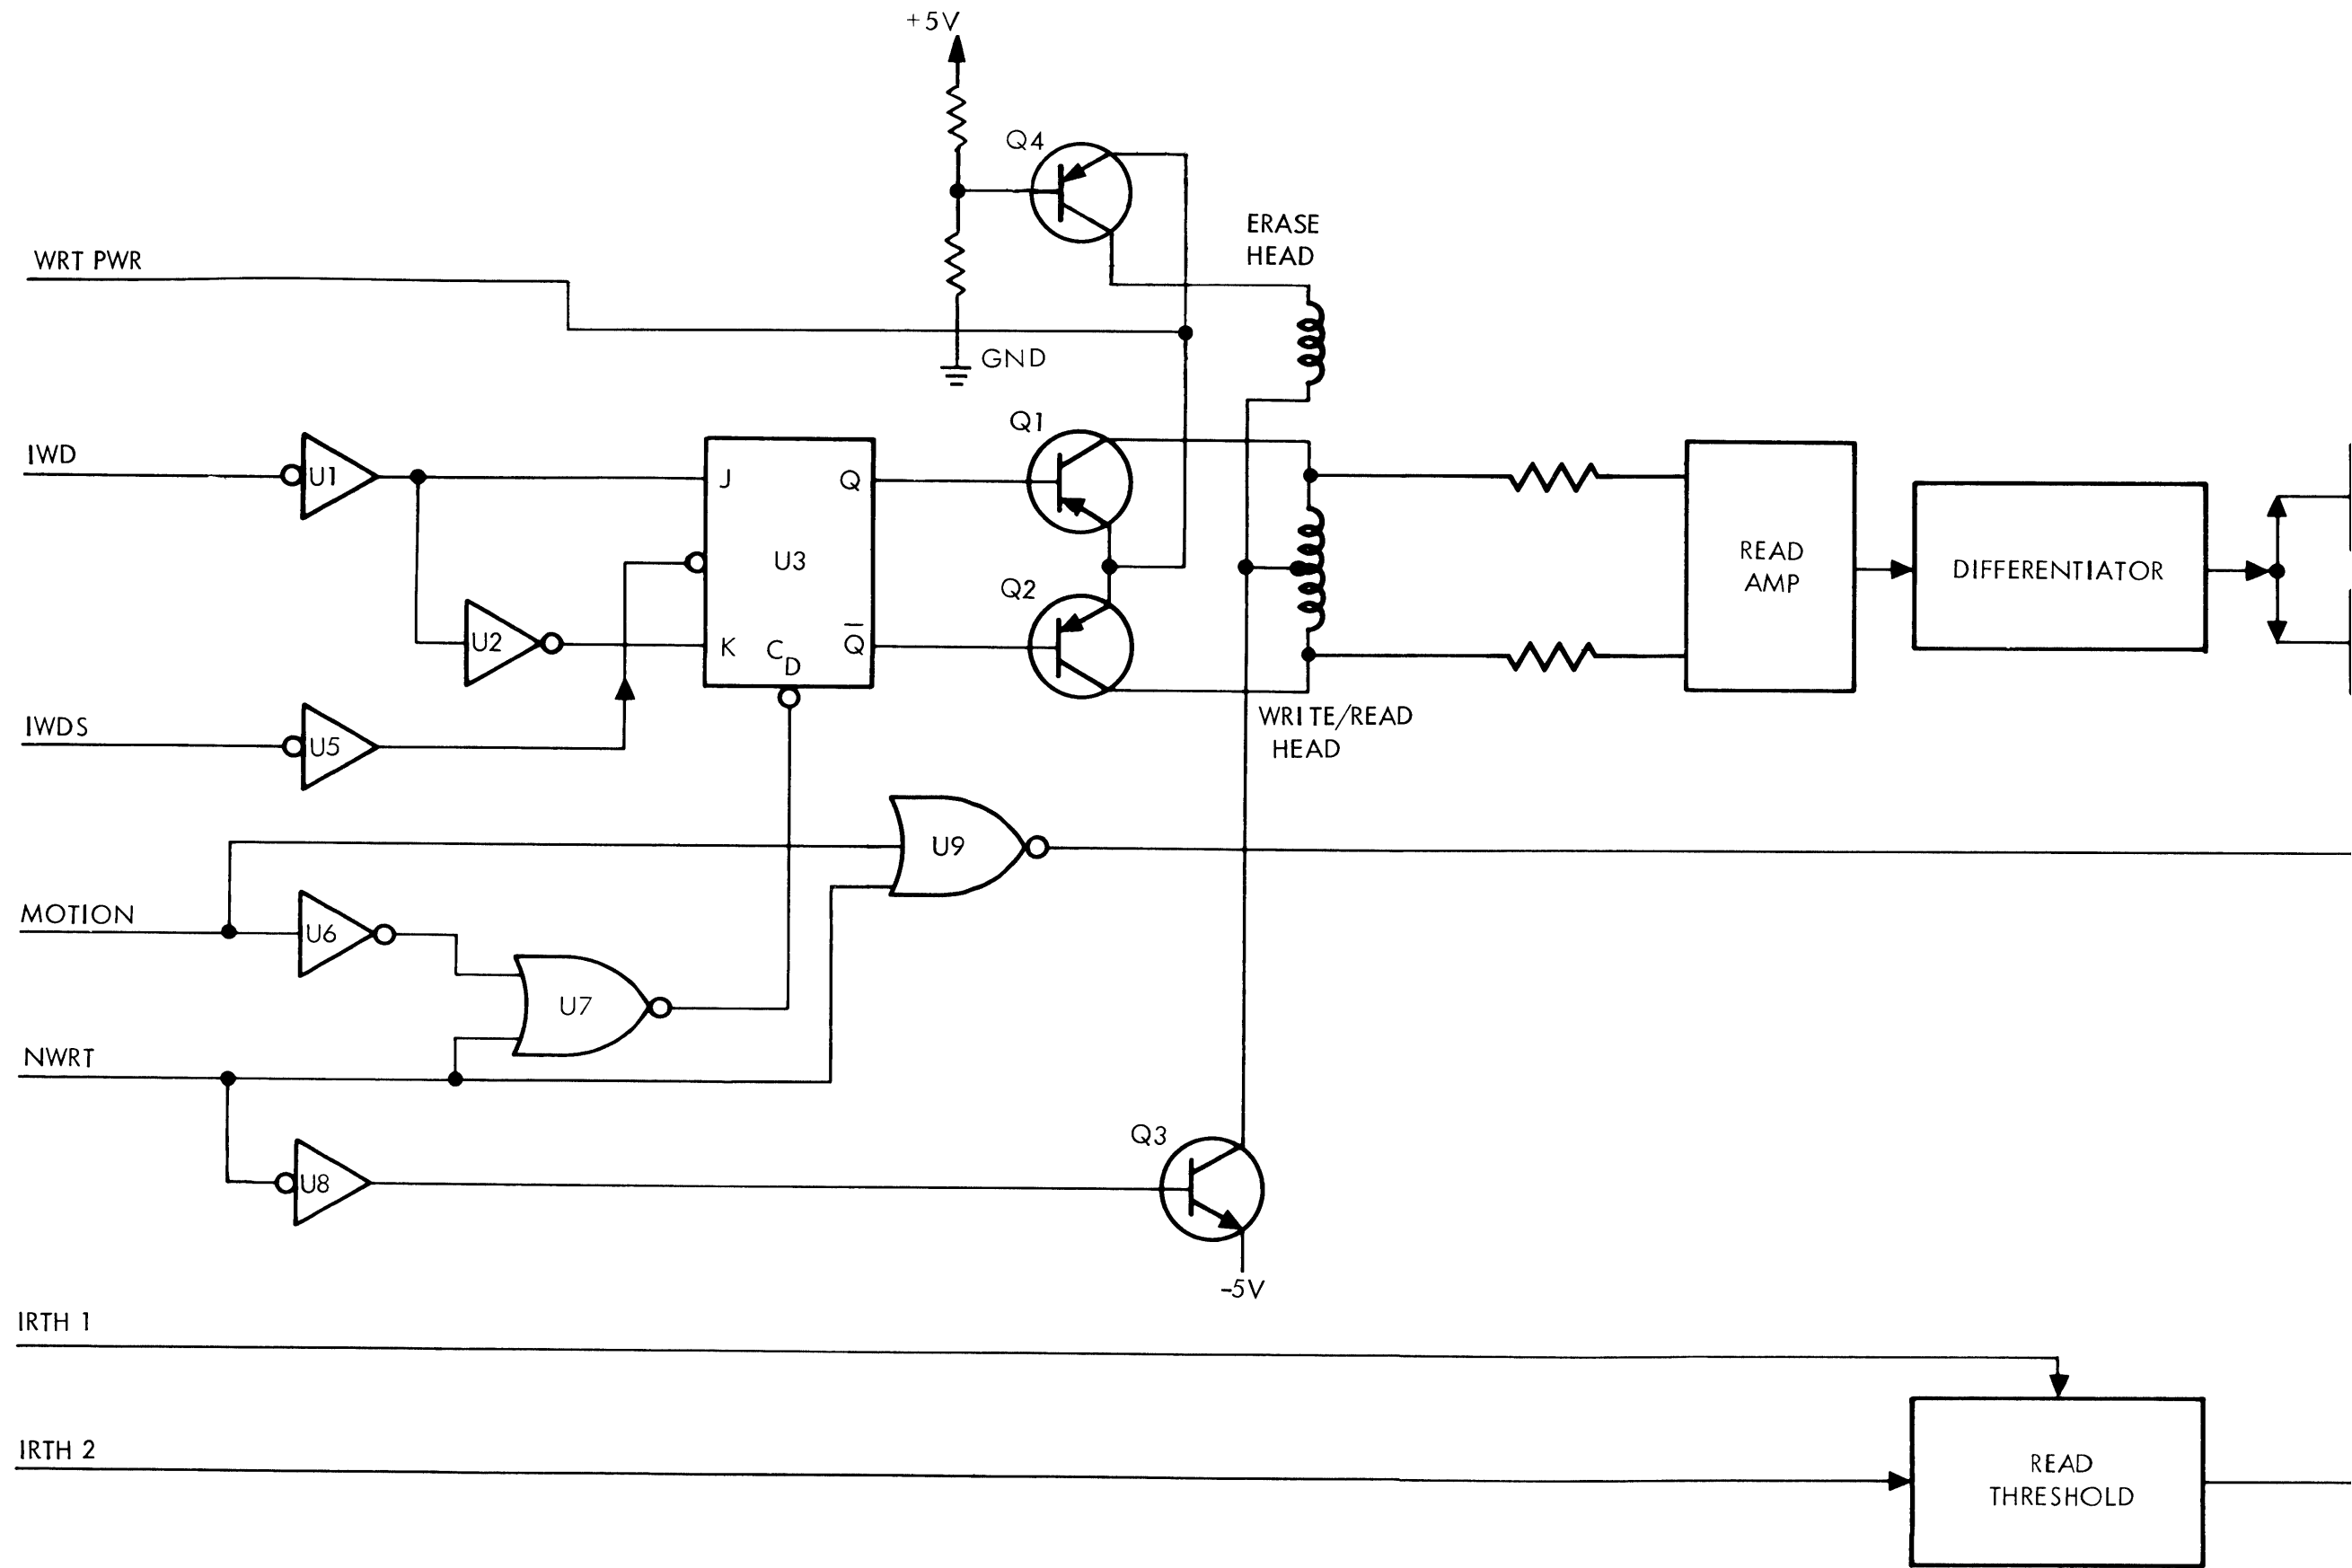 +5V
Q4
ERASE
HEAD
WRT PWR
GND
Q1
IWD
U1
J
Q
U3
READ
AMP
DIFFERENTIATOR
Q2
U2
K
CD
Q̅
IWDS
U5
WRITE/READ
HEAD
U9
MOTION
U6
U7
NWRT
Q3
U8
-5V
IRTH 1
IRTH 2
READ
THRESHOLD